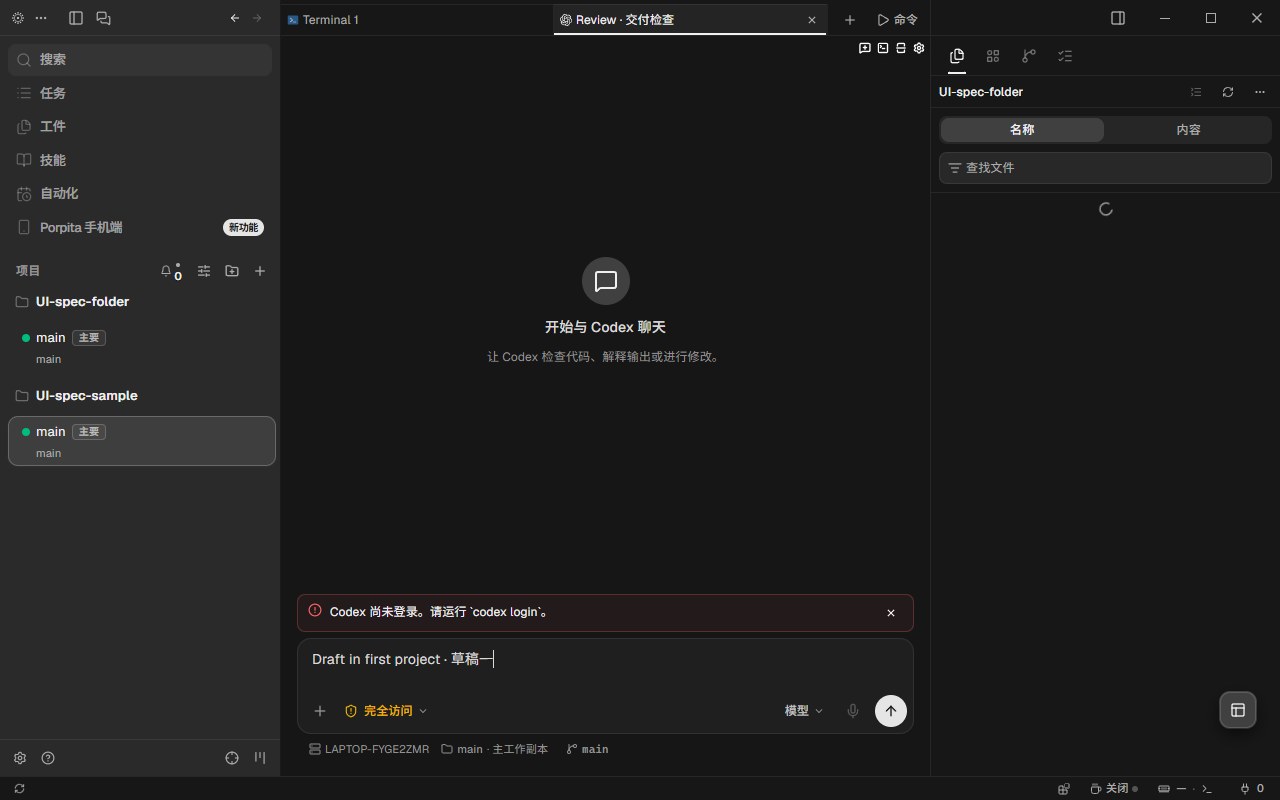 Terminal 1
Review · 交付检查
命令
搜索
任务
工件
技能
自动化
Porpita 手机端
新功能
项目
0
UI-spec-folder
main 主要
main
UI-spec-sample
main 主要
main
开始与 Codex 聊天
让 Codex 检查代码、解释输出或进行修改。
Codex 尚未登录。请运行 `codex login`。
Draft in first project · 草稿一
完全访问
模型
LAPTOP-FYGE2ZMR
main · 主工作副本
main
UI-spec-folder
名称
内容
查找文件
关闭
— ·
0